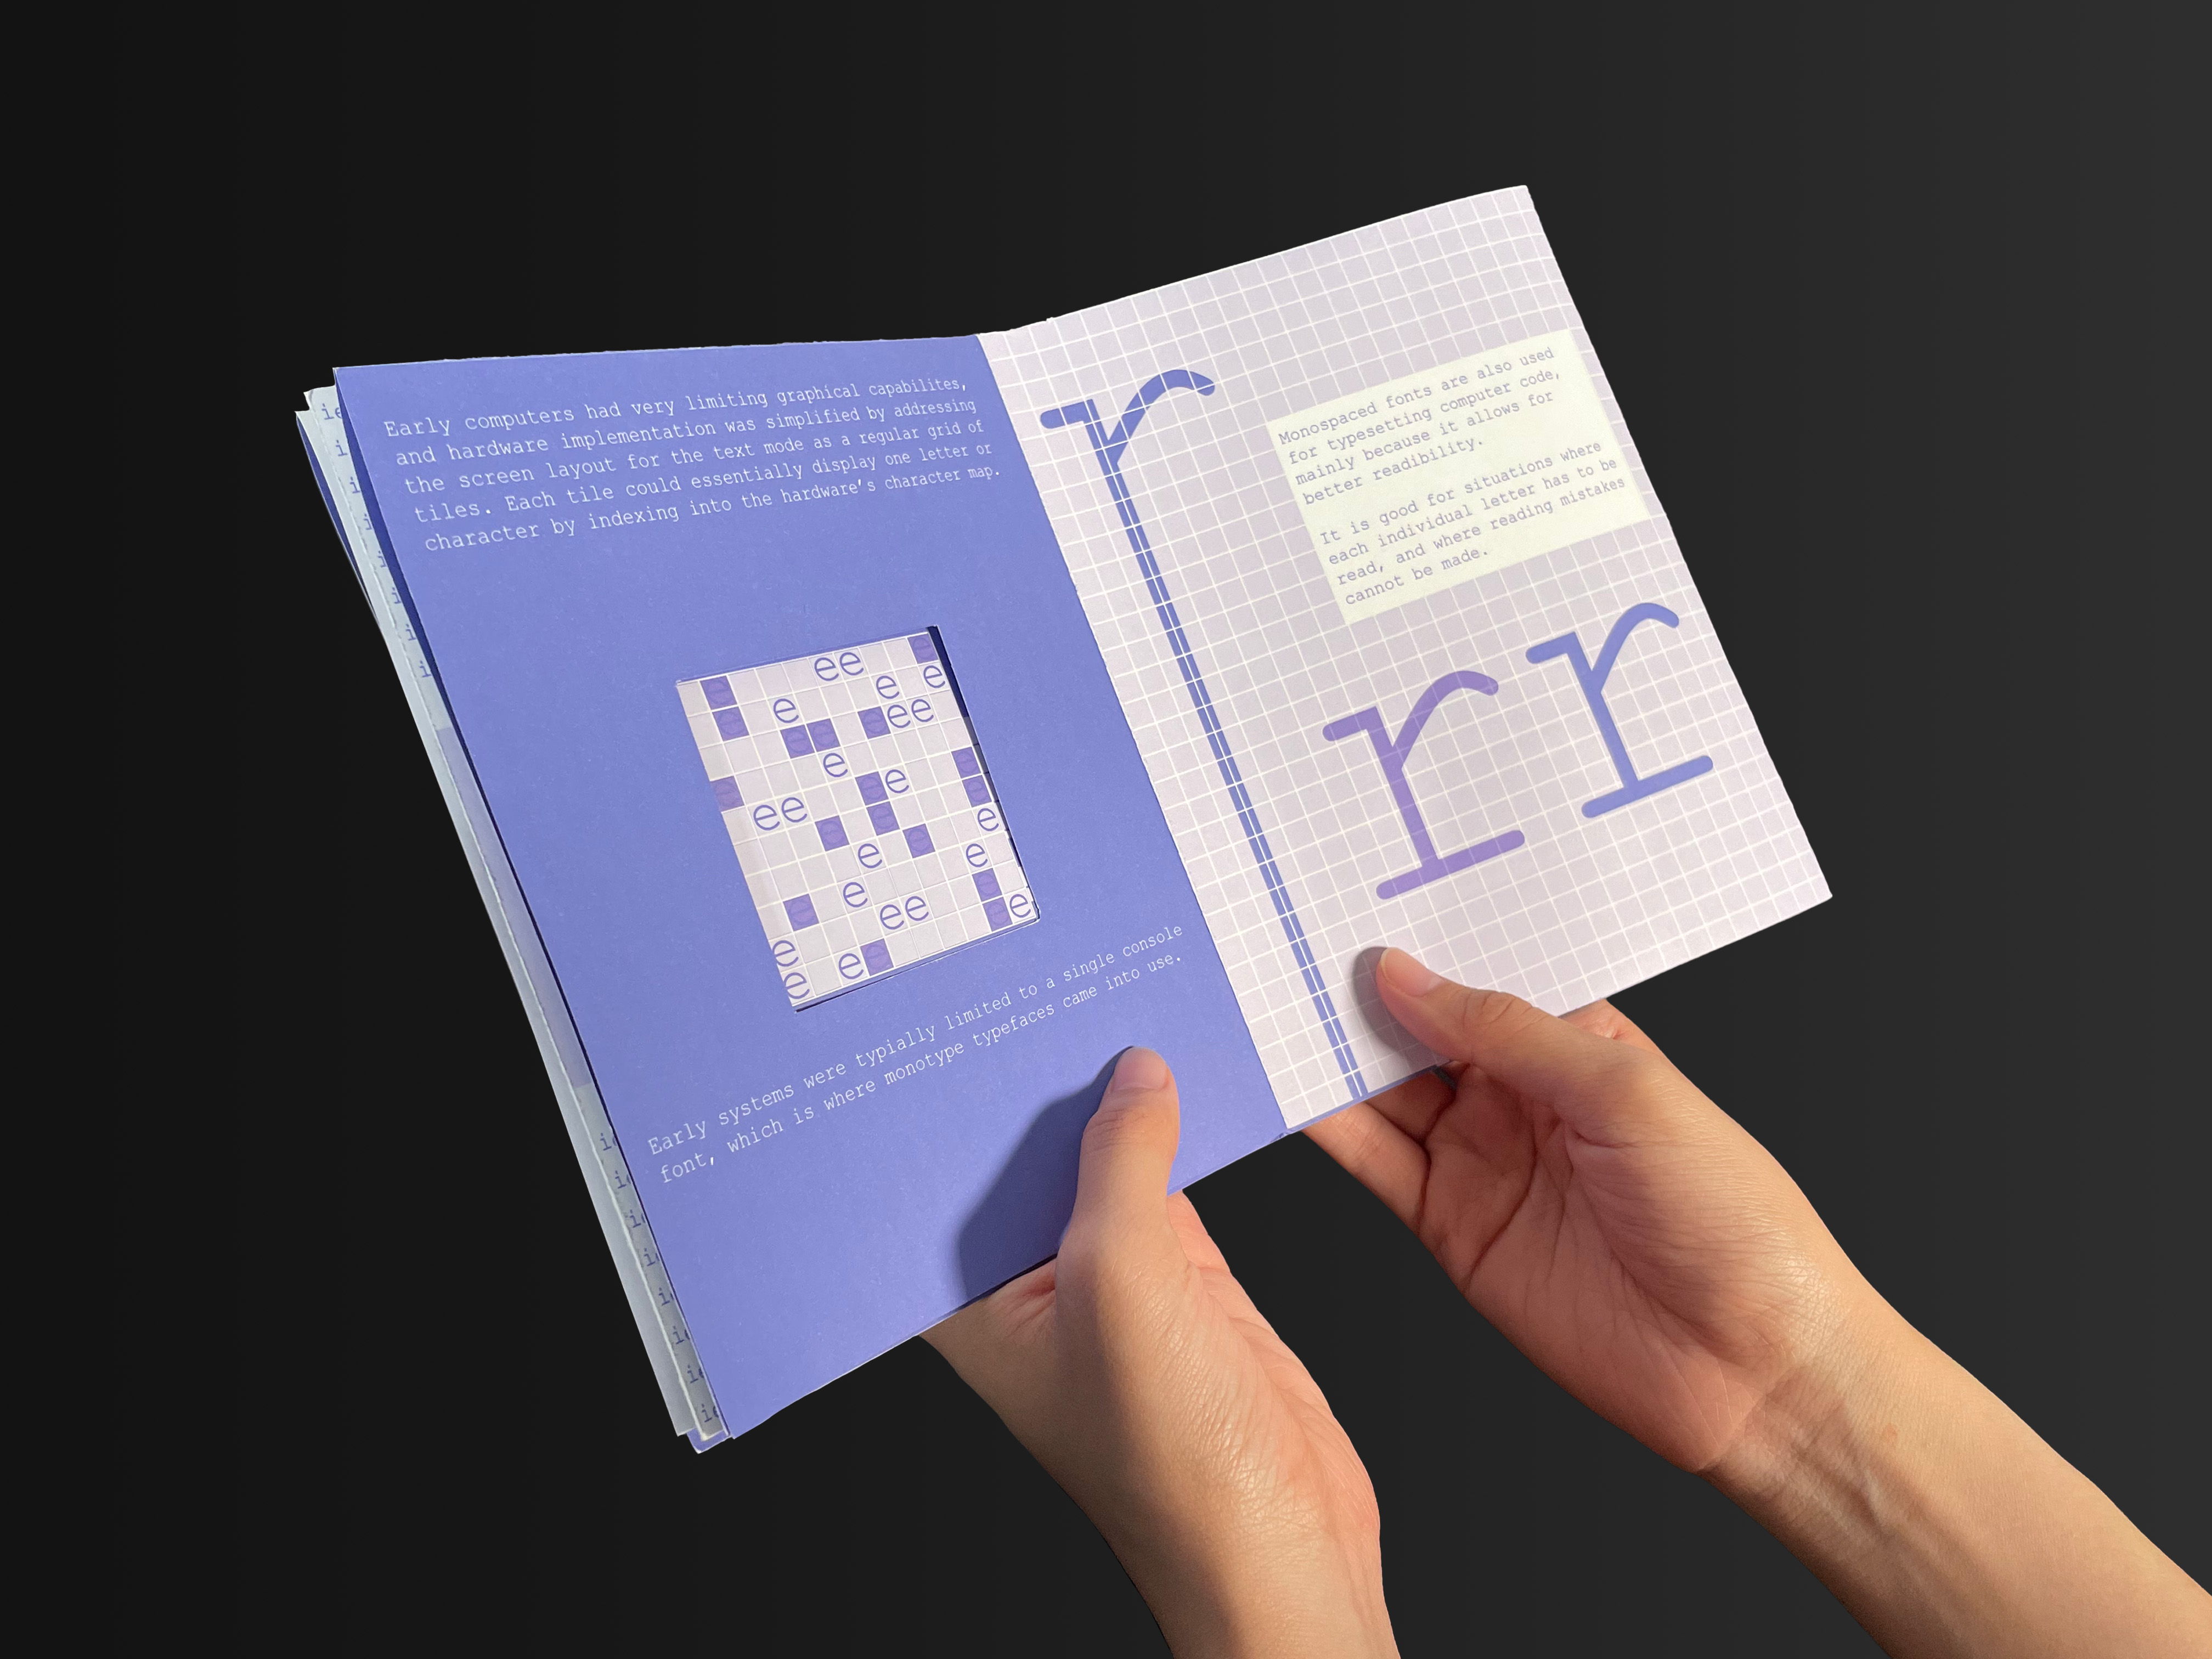 Early computers had very limiting graphical capabilites,
and hardware implementation was simplified by addressing
the screen layout for the text mode as a regular grid of
tiles. Each tile could essentially display one letter or
character by indexing into the hardware's character map.
e ee e
e e e
e e e e ee
e e
e e e e
ee e e
e e e
e e
e e
e ee e e
e e e
e
Early systems were typially limited to a single console
font, which is where monotype typefaces came into use.
r
Monospaced fonts are also used
for typesetting computer code,
mainly because it allows for
better readibility.
It is good for situations where
each individual letter has to be
read, and where reading mistakes
cannot be made.
rr